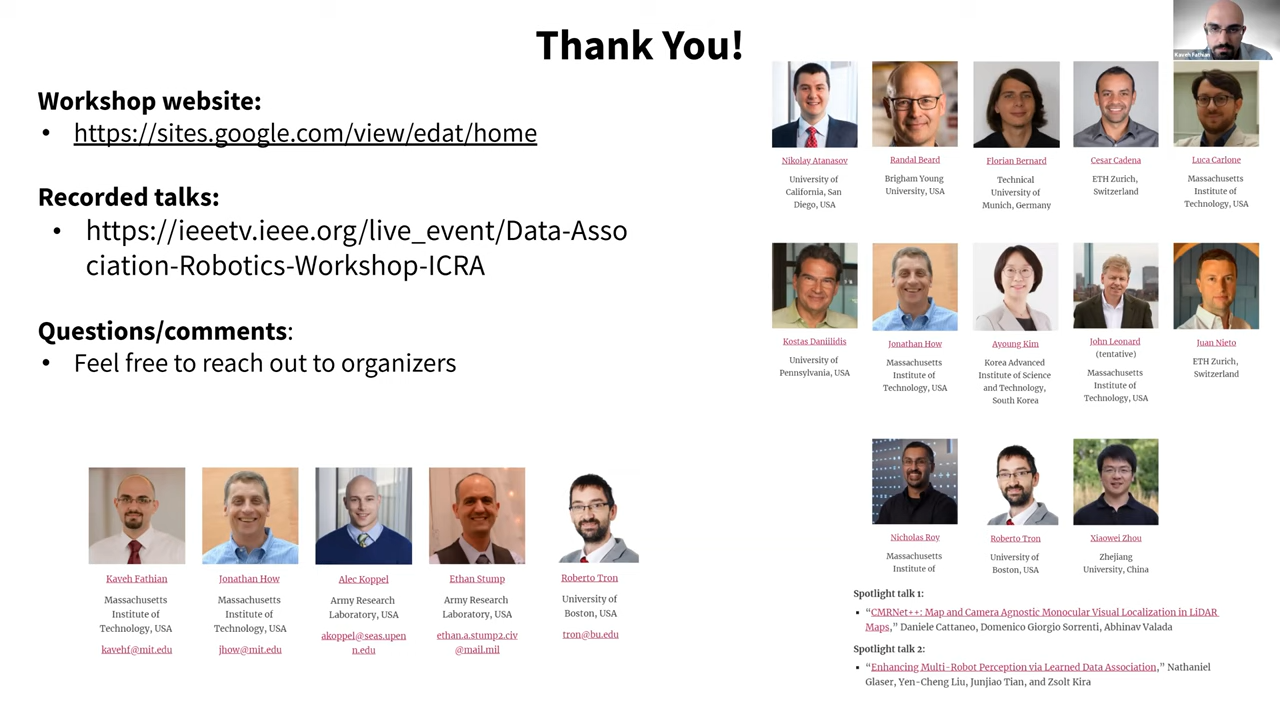 Thank You!
Kaveh Fathian
Workshop website:
• https://sites.google.com/view/edat/home
Recorded talks:
• https://ieeetv.ieee.org/live_event/Data-Asso
ciation-Robotics-Workshop-ICRA
Questions/comments:
• Feel free to reach out to organizers
Kaveh Fathian
Massachusetts
Institute of
Technology, USA
kavehf@mit.edu
Jonathan How
Massachusetts
Institute of
Technology, USA
jhow@mit.edu
Alec Koppel
Army Research
Laboratory, USA
akoppel@seas.upen
n.edu
Ethan Stump
Army Research
Laboratory, USA
ethan.a.stump2.civ
@mail.mil
Roberto Tron
University of
Boston, USA
tron@bu.edu
Nikolay Atanasov
University of
California, San
Diego, USA
Randal Beard
Brigham Young
University, USA
Florian Bernard
Technical
University of
Munich, Germany
Cesar Cadena
ETH Zurich,
Switzerland
Luca Carlone
Massachusetts
Institute of
Technology, USA
Kostas Daniilidis
University of
Pennsylvania, USA
Jonathan How
Massachusetts
Institute of
Technology, USA
Ayoung Kim
Korea Advanced
Institute of Science
and Technology,
South Korea
John Leonard
(tentative)
Massachusetts
Institute of
Technology, USA
Juan Nieto
ETH Zurich,
Switzerland
Nicholas Roy
Massachusetts
Institute of
Roberto Tron
University of
Boston, USA
Xiaowei Zhou
Zhejiang
University, China
Spotlight talk 1:
• “CMRNet++: Map and Camera Agnostic Monocular Visual Localization in LiDAR
Maps,” Daniele Cattaneo, Domenico Giorgio Sorrenti, Abhinav Valada
Spotlight talk 2:
• “Enhancing Multi-Robot Perception via Learned Data Association,” Nathaniel
Glaser, Yen-Cheng Liu, Junjiao Tian, and Zsolt Kira